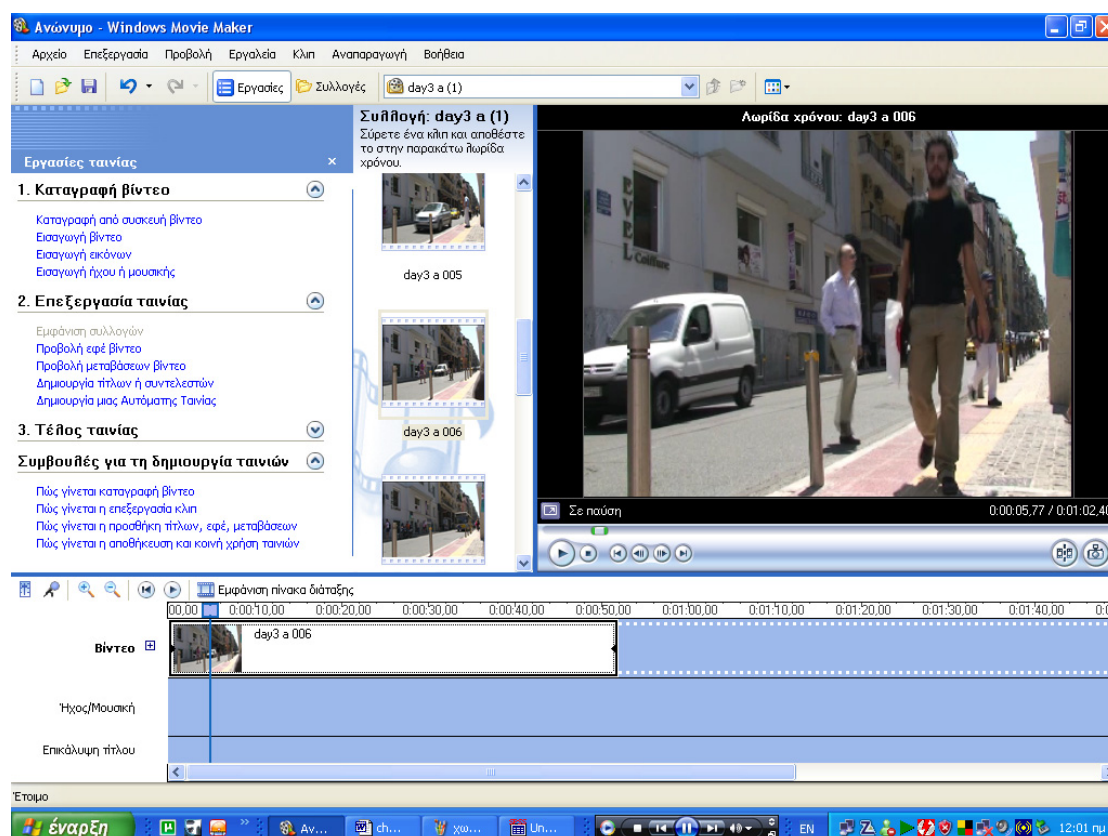 Ανώνυμο - Windows Movie Maker
Αρχείο Επεξεργασία Προβολή Εργαλεία Κλιπ Αναπαραγωγή Βοήθεια
Εργασίες Συλλογές day3 a (1)
Εργασίες ταινίας
1. Καταγραφή βίντεο
Καταγραφή από συσκευή βίντεο
Εισαγωγή βίντεο
Εισαγωγή εικόνων
Εισαγωγή ήχου ή μουσικής
2. Επεξεργασία ταινίας
Εμφάνιση συλλογών
Προβολή εφέ βίντεο
Προβολή μεταβάσεων βίντεο
Δημιουργία τίτλων ή συντελεστών
Δημιουργία μιας Αυτόματης Ταινίας
3. Τέλος ταινίας
Συμβουλές για τη δημιουργία ταινιών
Πώς γίνεται καταγραφή βίντεο
Πώς γίνεται η επεξεργασία κλιπ
Πώς γίνεται η προσθήκη τίτλων, εφέ, μεταβάσεων
Πώς γίνεται η αποθήκευση και κοινή χρήση ταινιών
Συλλογή: day3 a (1)
Σύρετε ένα κλιπ και αποθέστε
το στην παρακάτω λωρίδα
χρόνου.
day3 a 005
day3 a 006
Λωρίδα χρόνου: day3 a 006
EVEL
Coiffure
Σε παύση 0:00:05,77 / 0:01:02,40
Εμφάνιση πίνακα διάταξης
00,00 0:00:10,00 0:00:20,00 0:00:30,00 0:00:40,00 0:00:50,00 0:01:00,00 0:01:10,00 0:01:20,00 0:01:30,00 0:01:40,00
Βίντεο day3 a 006
Ήχος/Μουσική
Επικάλυψη τίτλου
Έτοιμο
έναρξη Αν... ch... χω... Un... EN 12:01 πμ